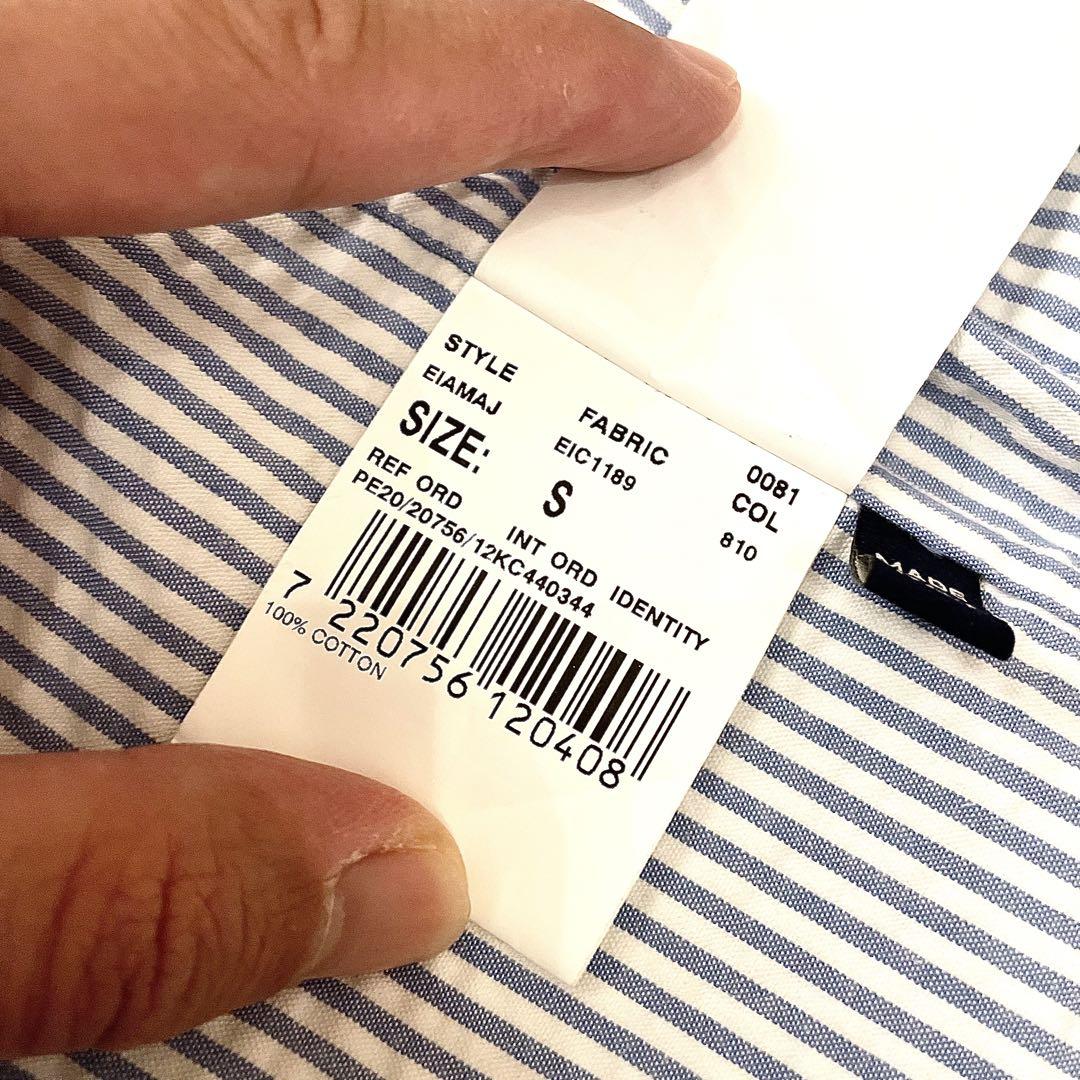 STYLE FABRIC 0081
EIAMAJ EIC1189 COL
SIZE: S 810
REF ORD INT ORD IDENTITY
PE20/20756/12KC440344
7 220756 120408
100% COTTON
MADE